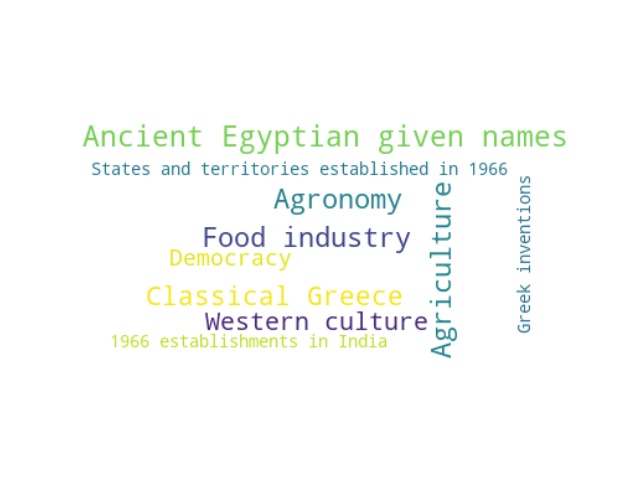 Ancient Egyptian given names
States and territories established in 1966
Agronomy
Food industry
Democracy
Classical Greece
Western culture
1966 establishments in India
Agriculture
Greek inventions